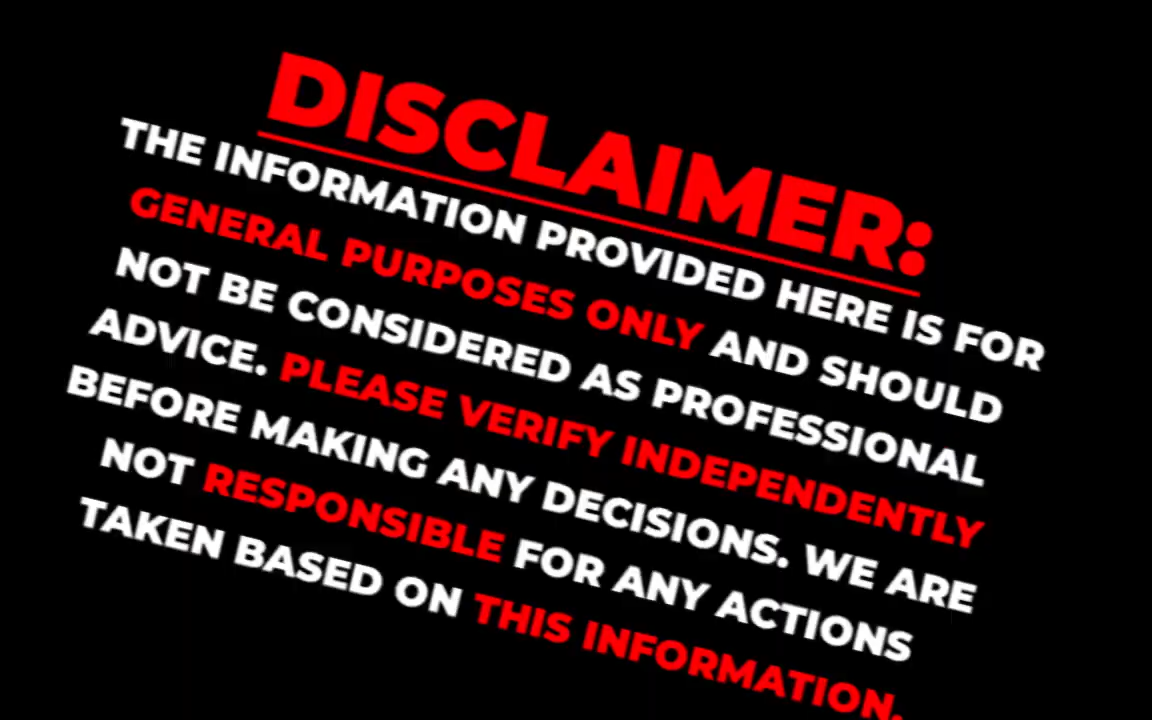 DISCLAIMER:
THE INFORMATION PROVIDED HERE IS FOR
GENERAL PURPOSES ONLY AND SHOULD
NOT BE CONSIDERED AS PROFESSIONAL
ADVICE. PLEASE VERIFY INDEPENDENTLY
BEFORE MAKING ANY DECISIONS. WE ARE
NOT RESPONSIBLE FOR ANY ACTIONS
TAKEN BASED ON THIS INFORMATION.